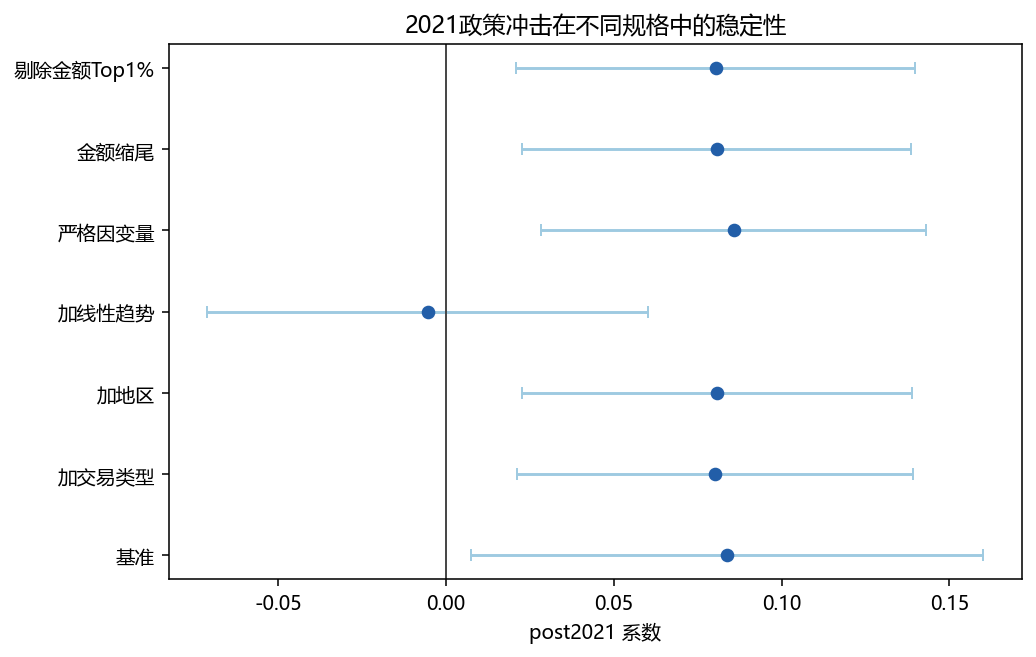 2021政策冲击在不同规格中的稳定性
剔除金额Top1%
金额缩尾
严格因变量
加线性趋势
加地区
加交易类型
基准
-0.05 0.00 0.05 0.10 0.15
post2021 系数